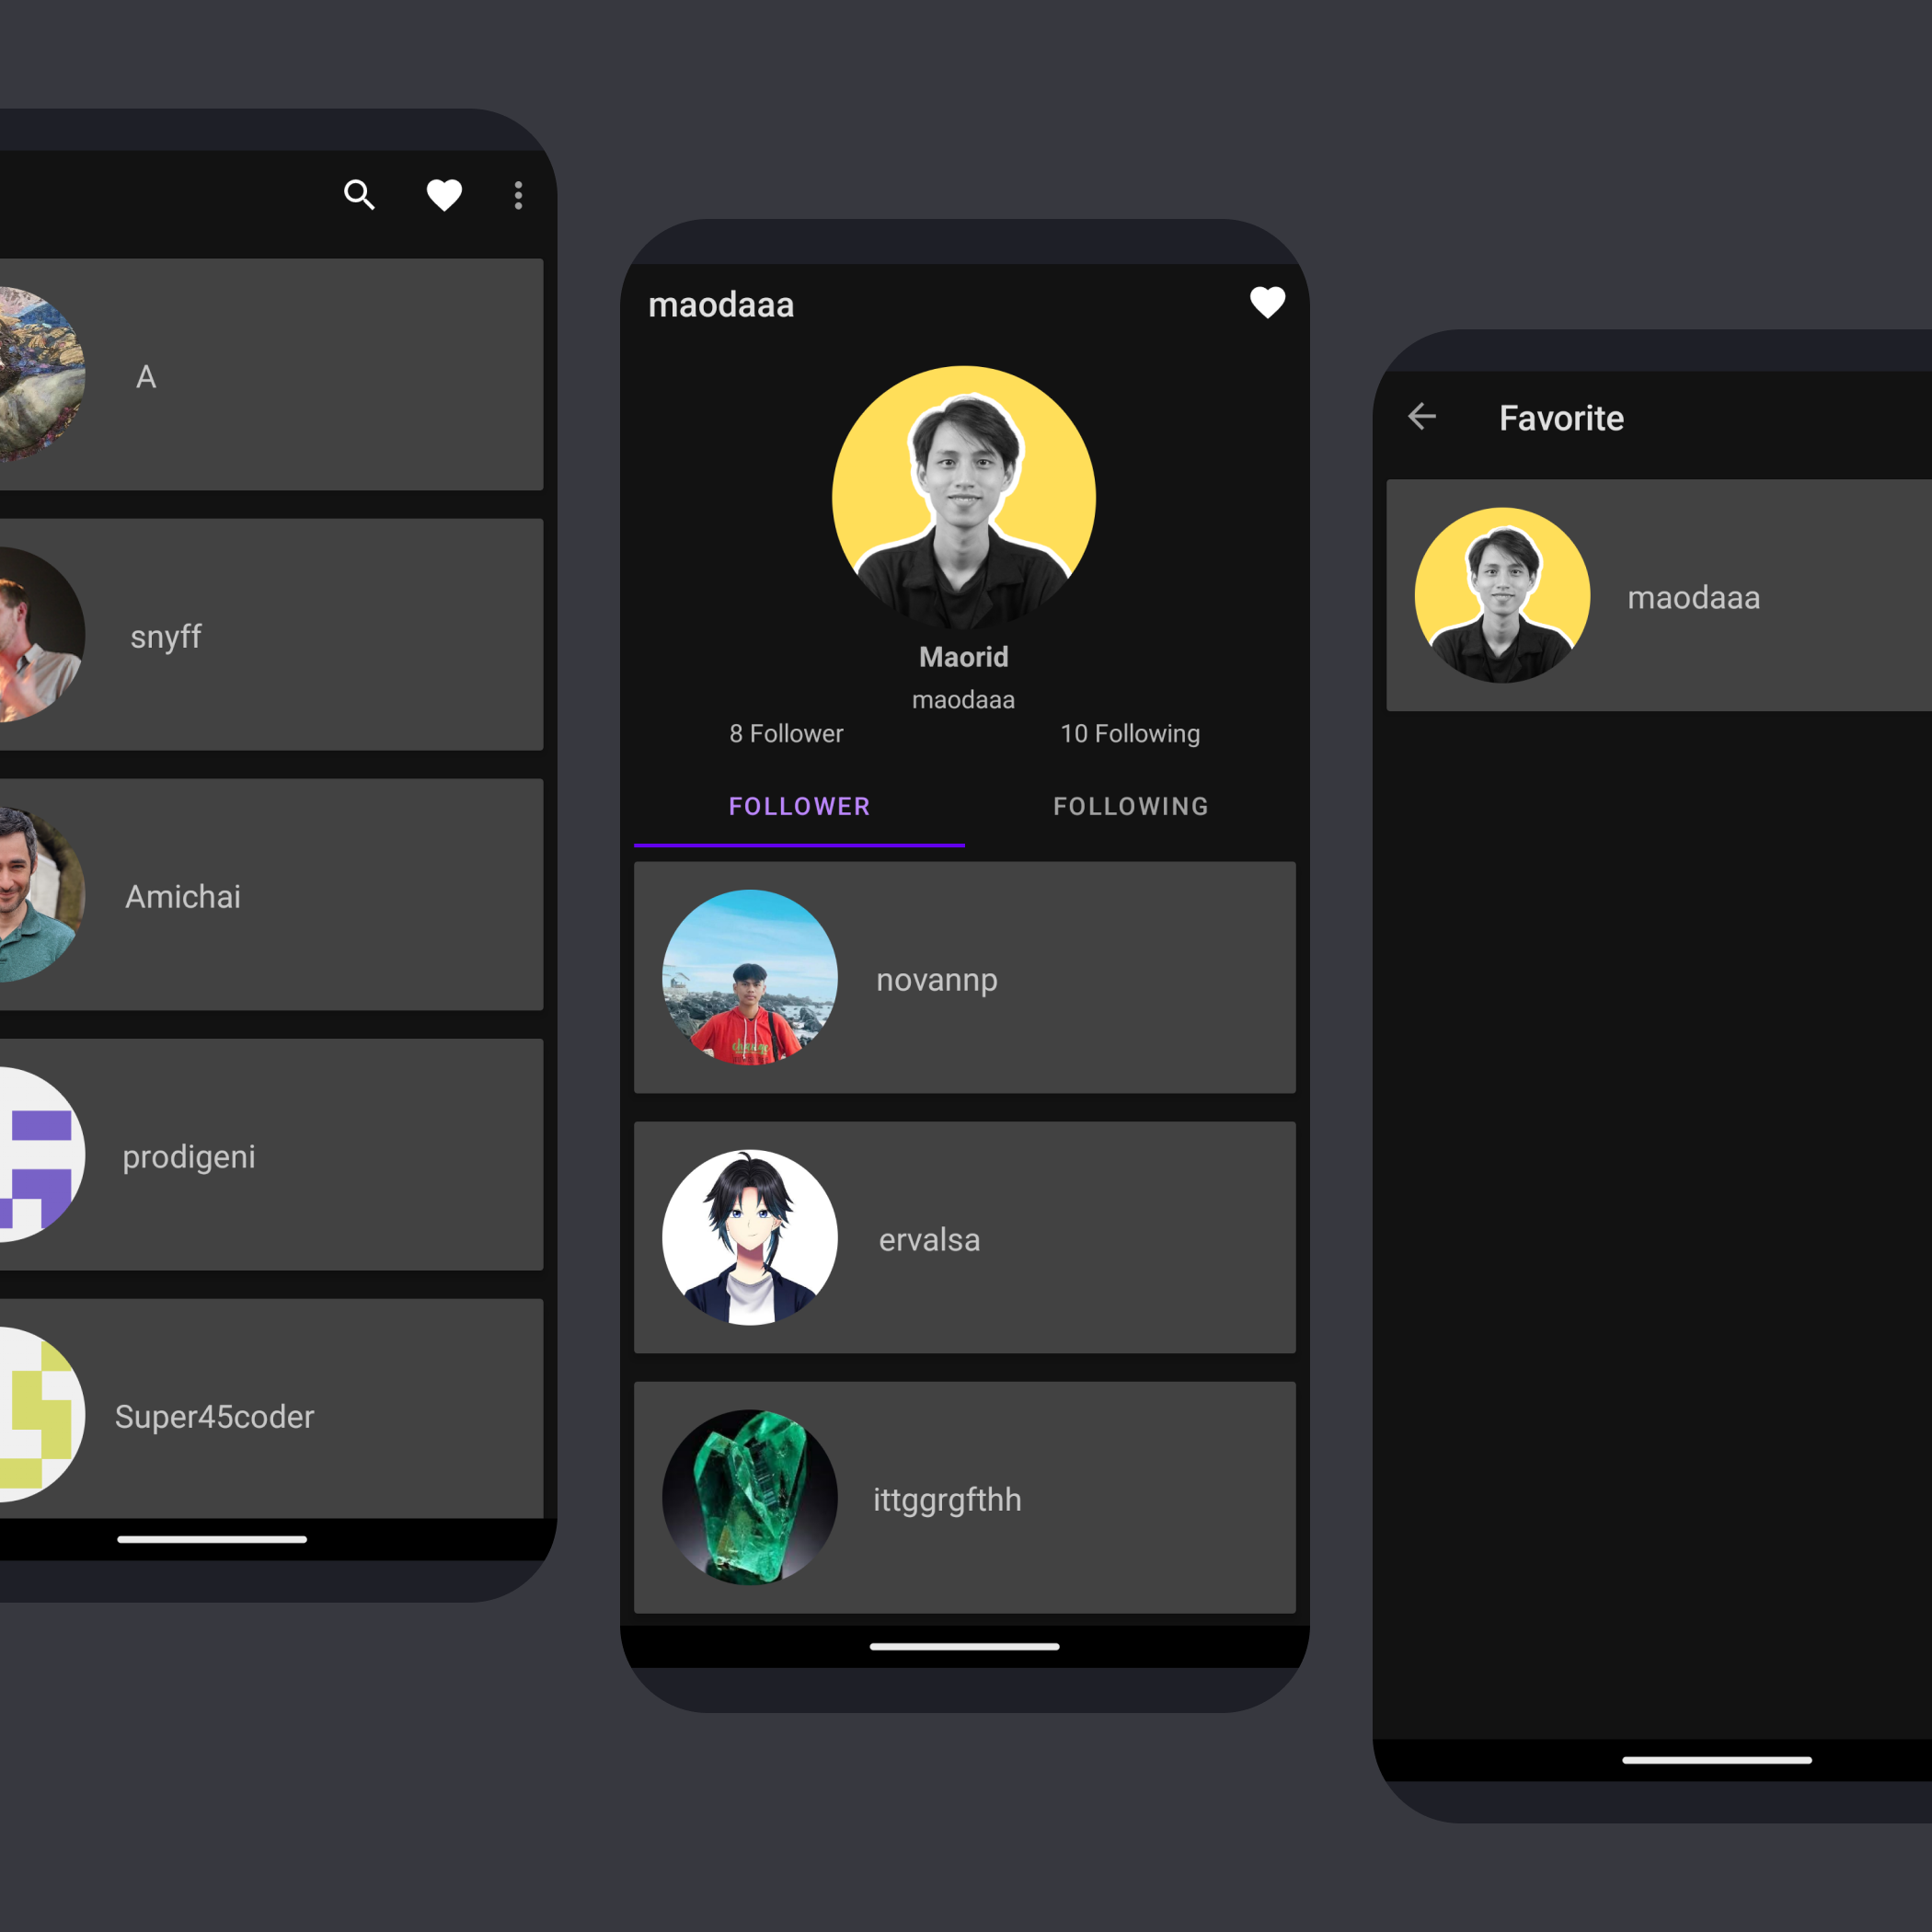 A
snyff
Amichai
prodigeni
Super45coder
maodaaa
Maorid
maodaaa
8 Follower 10 Following
FOLLOWER FOLLOWING
novannp
ervalsa
ittggrgfthh
Favorite
maodaaa